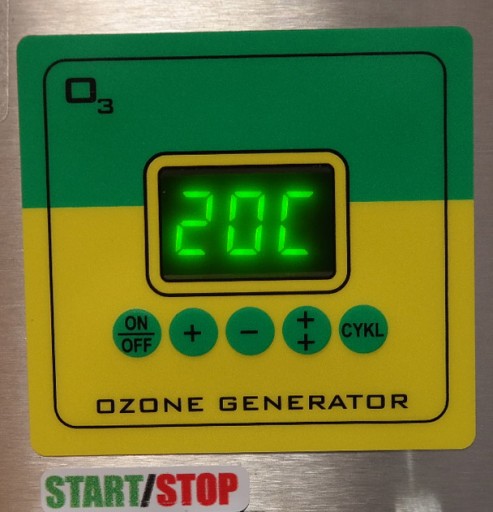 O3
20C
ON
OFF
+
-
++
CYKL
OZONE GENERATOR
START/STOP